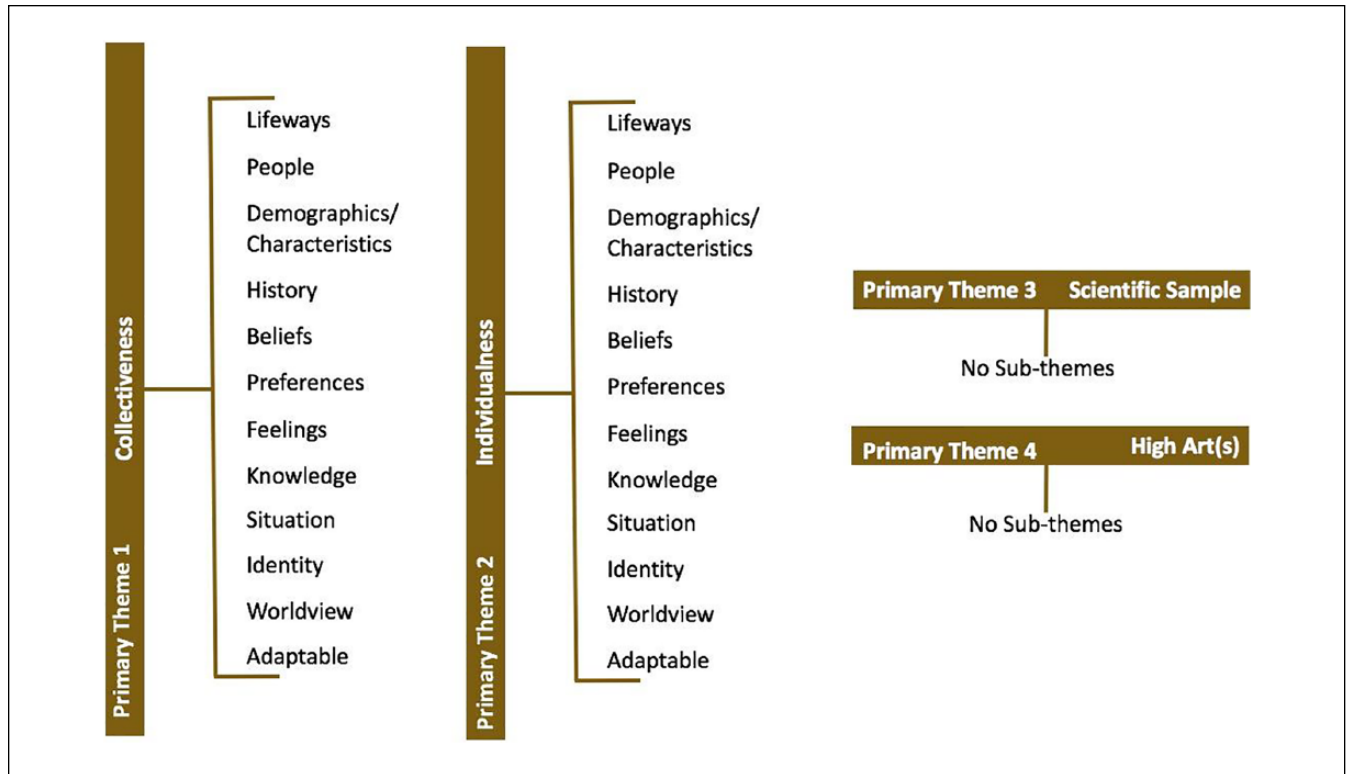 Primary Theme 1 Collectiveness
Lifeways
People
Demographics/
Characteristics
History
Beliefs
Preferences
Feelings
Knowledge
Situation
Identity
Worldview
Adaptable
Primary Theme 2 Individualness
Lifeways
People
Demographics/
Characteristics
History
Beliefs
Preferences
Feelings
Knowledge
Situation
Identity
Worldview
Adaptable
Primary Theme 3 Scientific Sample
No Sub-themes
Primary Theme 4 High Art(s)
No Sub-themes